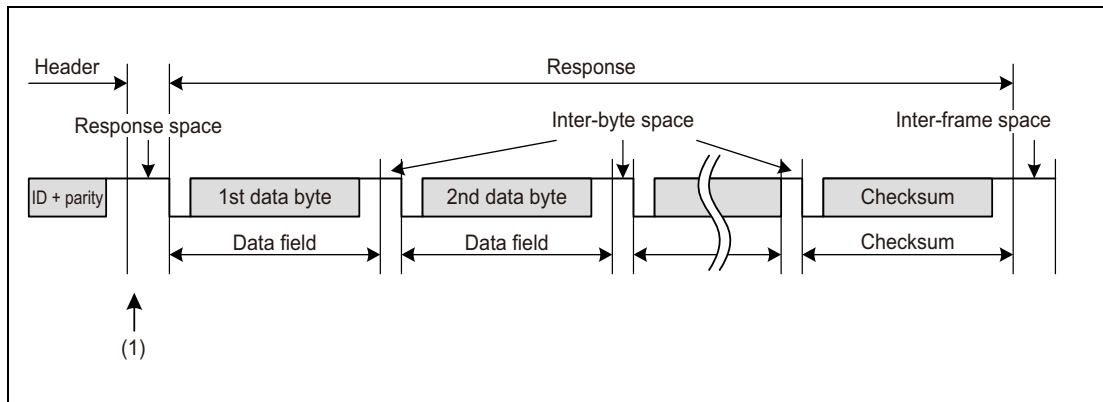 Header
Response
Response space
Inter-byte space
Inter-frame space
ID + parity
1st data byte
2nd data byte
Checksum
Data field
Data field
Checksum
(1)